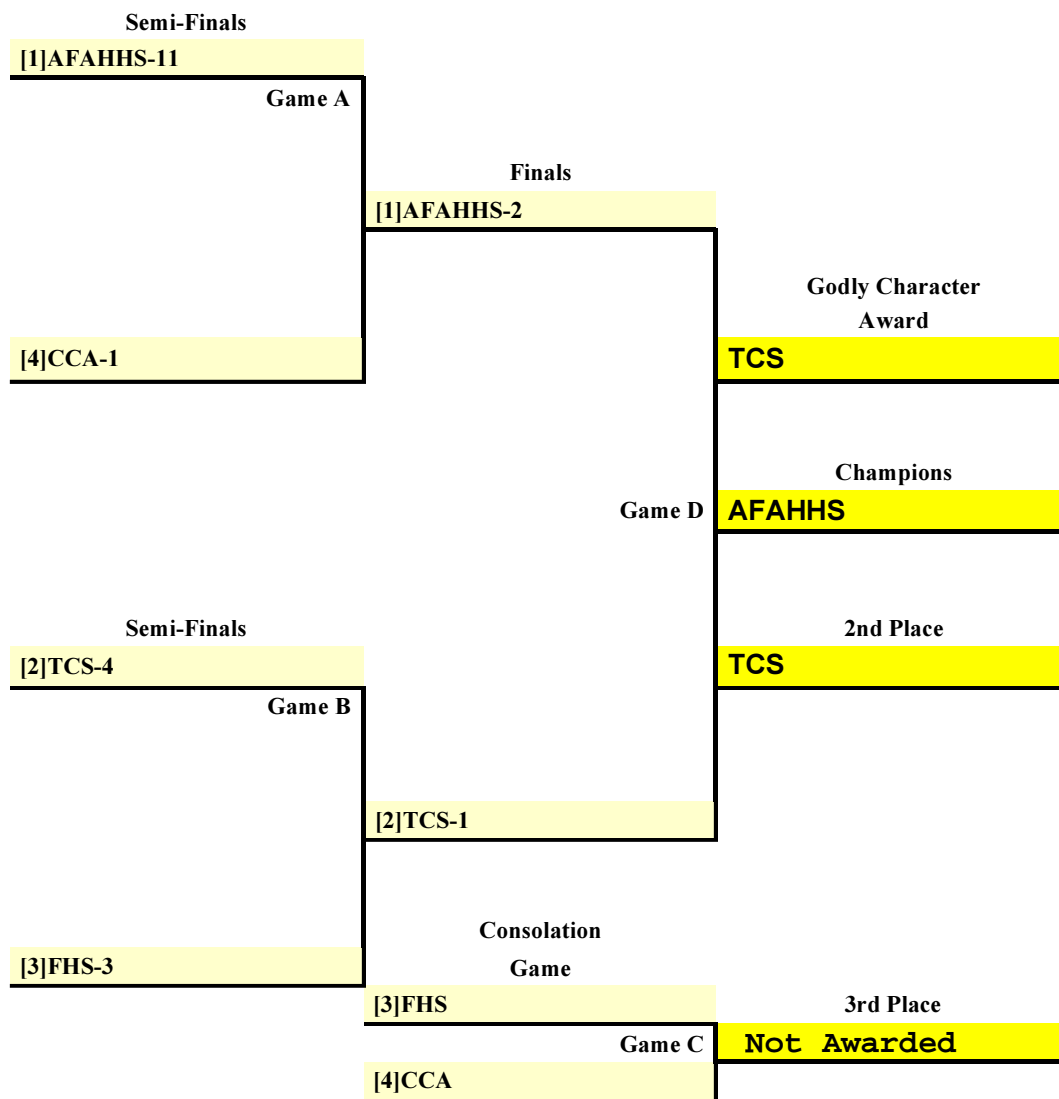 Semi-Finals
[1]AFAHHS-11
Game A
Finals
[1]AFAHHS-2
Godly Character
Award
[4]CCA-1
TCS
Champions
Game D
AFAHHS
Semi-Finals
2nd Place
[2]TCS-4
TCS
Game B
[2]TCS-1
Consolation
Game
[3]FHS-3
[3]FHS
3rd Place
Game C
Not Awarded
[4]CCA